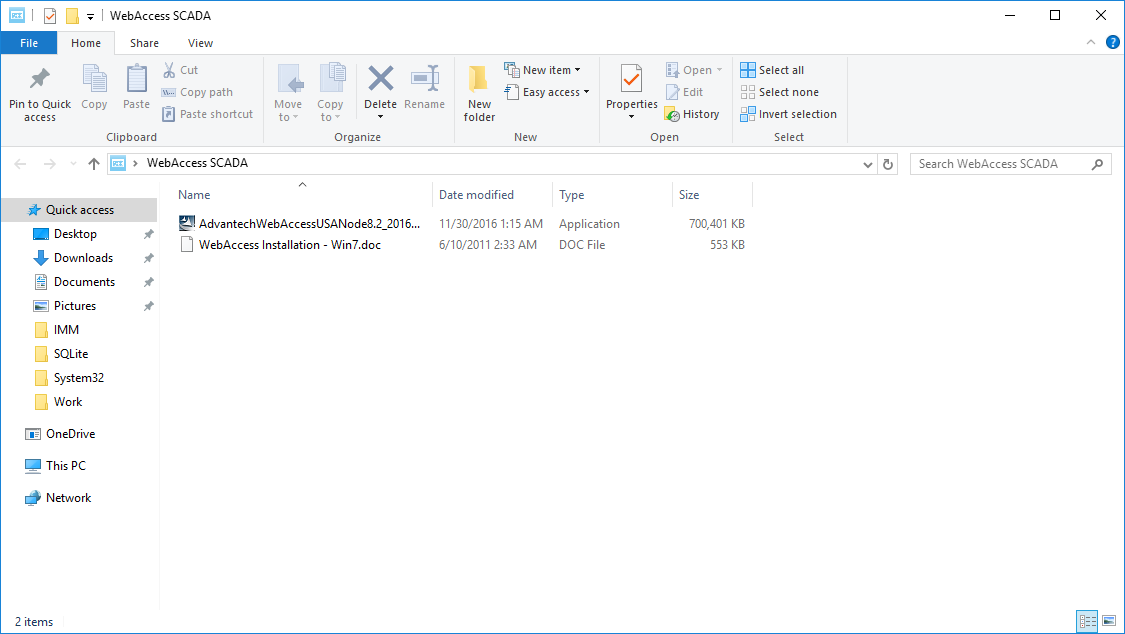 WebAccess SCADA
File Home Share View
Pin to Quick access
Copy
Paste
Cut
Copy path
Paste shortcut
Clipboard
Move to
Copy to
Delete
Rename
Organize
New folder
New item
Easy access
New
Properties
Open
Edit
History
Open
Select all
Select none
Invert selection
Select
WebAccess SCADA
Search WebAccess SCADA
Name Date modified Type Size
AdvantechWebAccessUSANode8.2_2016... 11/30/2016 1:15 AM Application 700,401 KB
WebAccess Installation - Win7.doc 6/10/2011 2:33 AM DOC File 553 KB
Quick access
Desktop
Downloads
Documents
Pictures
IMM
SQLite
System32
Work
OneDrive
This PC
Network
2 items